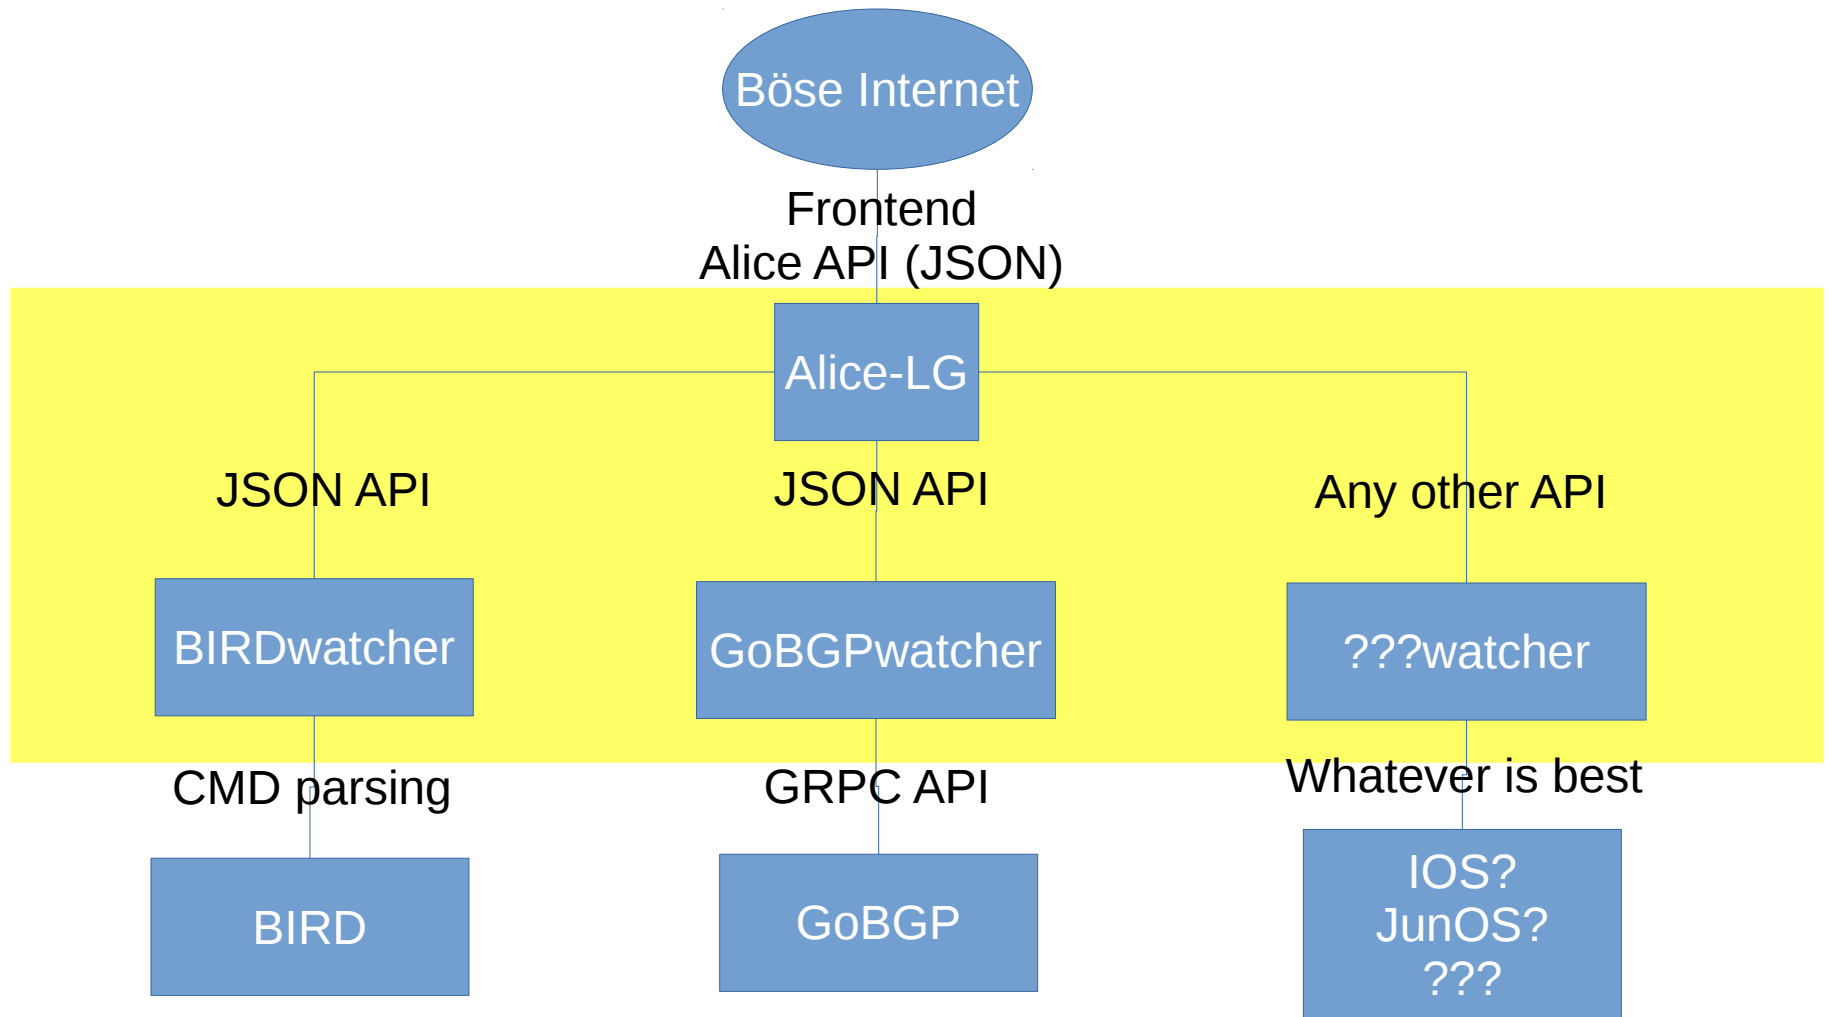 Böse Internet
Frontend
Alice API (JSON)
Alice-LG
JSON API
JSON API
Any other API
BIRDwatcher
GoBGPwatcher
???watcher
CMD parsing
GRPC API
Whatever is best
BIRD
GoBGP
IOS?
JunOS?
???